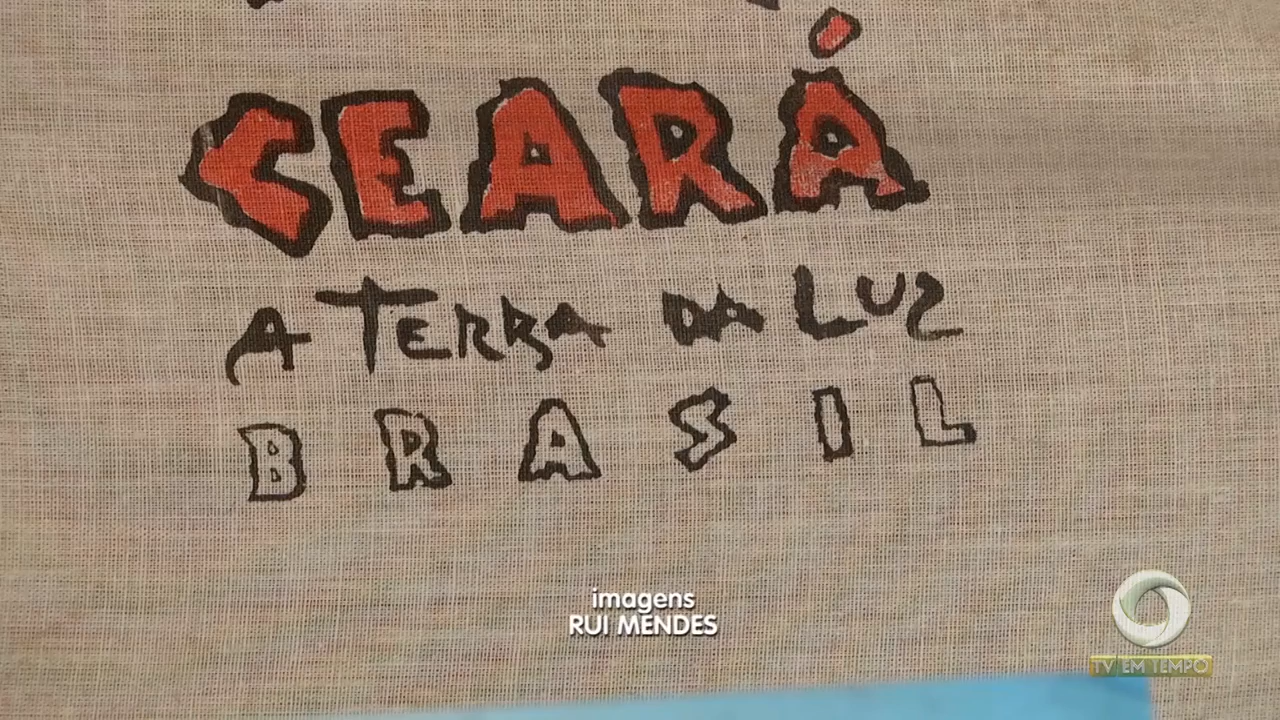 CEARÁ
A TERRA DA LUZ
BRASIL
imagens
RUI MENDES
TV EM TEMPO